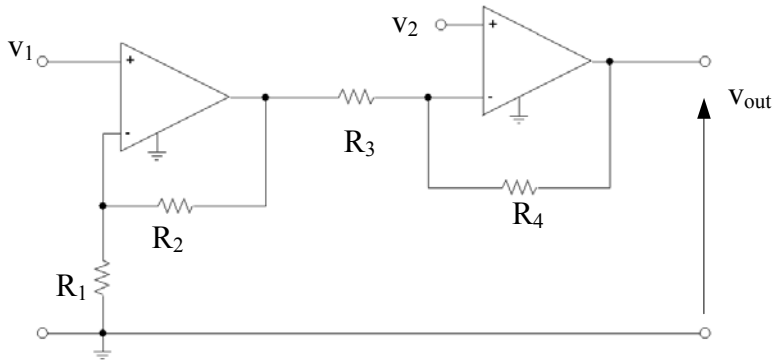 v₁
+
-
v₂
+
-
R₃
vout
R₂
R₄
R₁